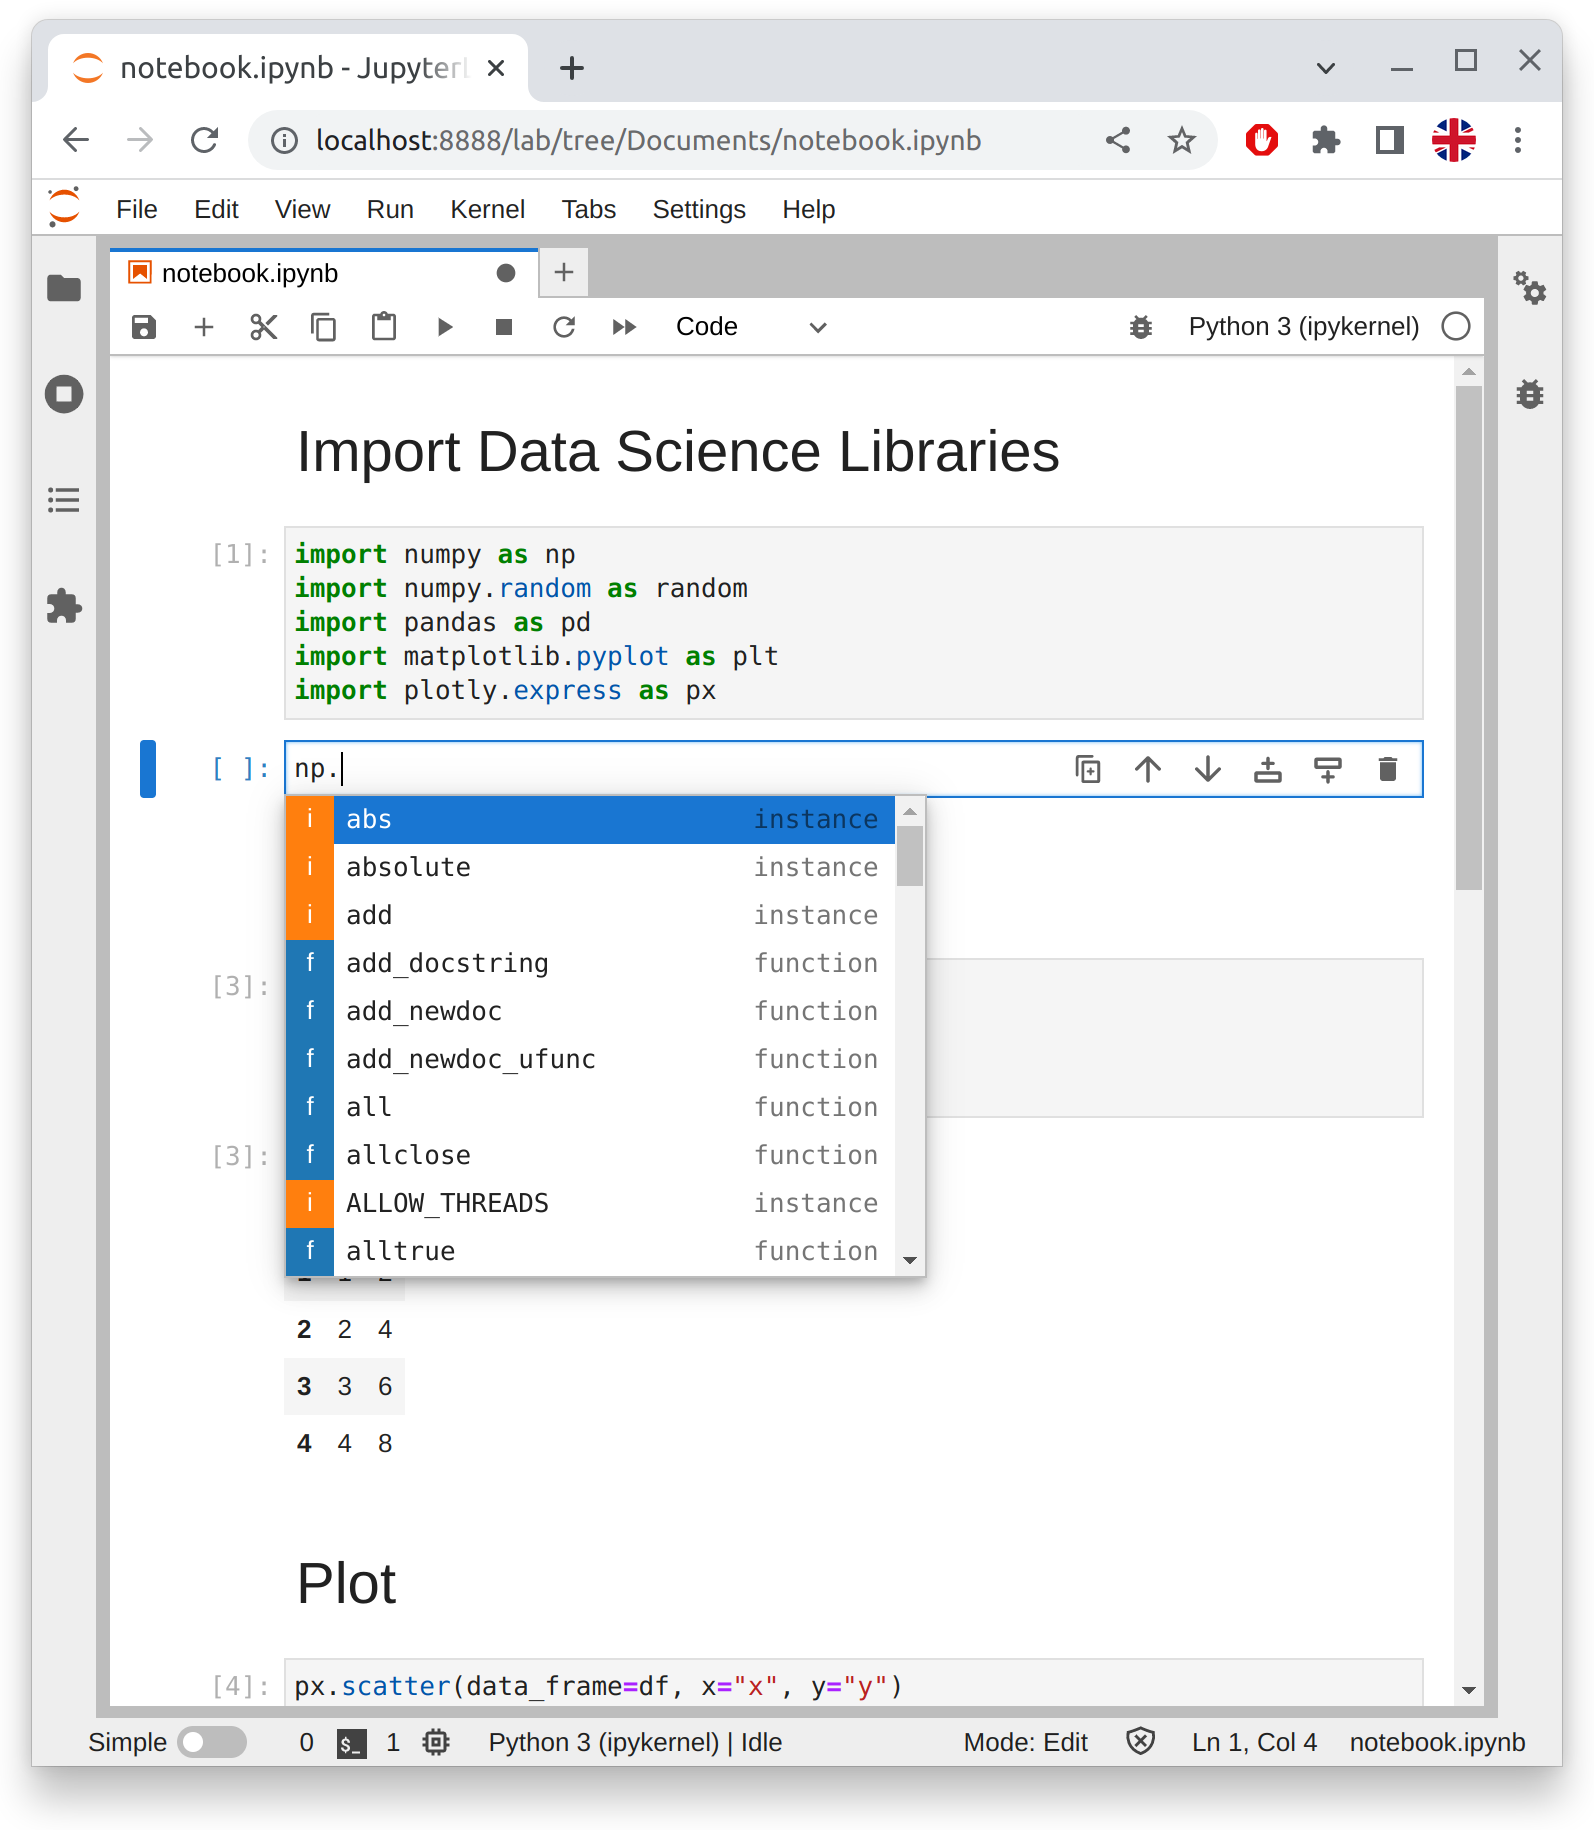 notebook.ipynb - Jupyter
localhost:8888/lab/tree/Documents/notebook.ipynb
File Edit View Run Kernel Tabs Settings Help
notebook.ipynb
Code Python 3 (ipykernel)
Import Data Science Libraries
[1]: import numpy as np
import numpy.random as random
import pandas as pd
import matplotlib.pyplot as plt
import plotly.express as px
[ ]: np.
i abs instance
i absolute instance
i add instance
f add_docstring function
[3]:
f add_newdoc function
f add_newdoc_ufunc function
f all function
f allclose function
[3]:
i ALLOW_THREADS instance
f alltrue function
2 2 4
3 3 6
4 4 8
Plot
[4]: px.scatter(data_frame=df, x="x", y="y")
Simple 0 $_ 1 Python 3 (ipykernel) | Idle Mode: Edit Ln 1, Col 4 notebook.ipynb